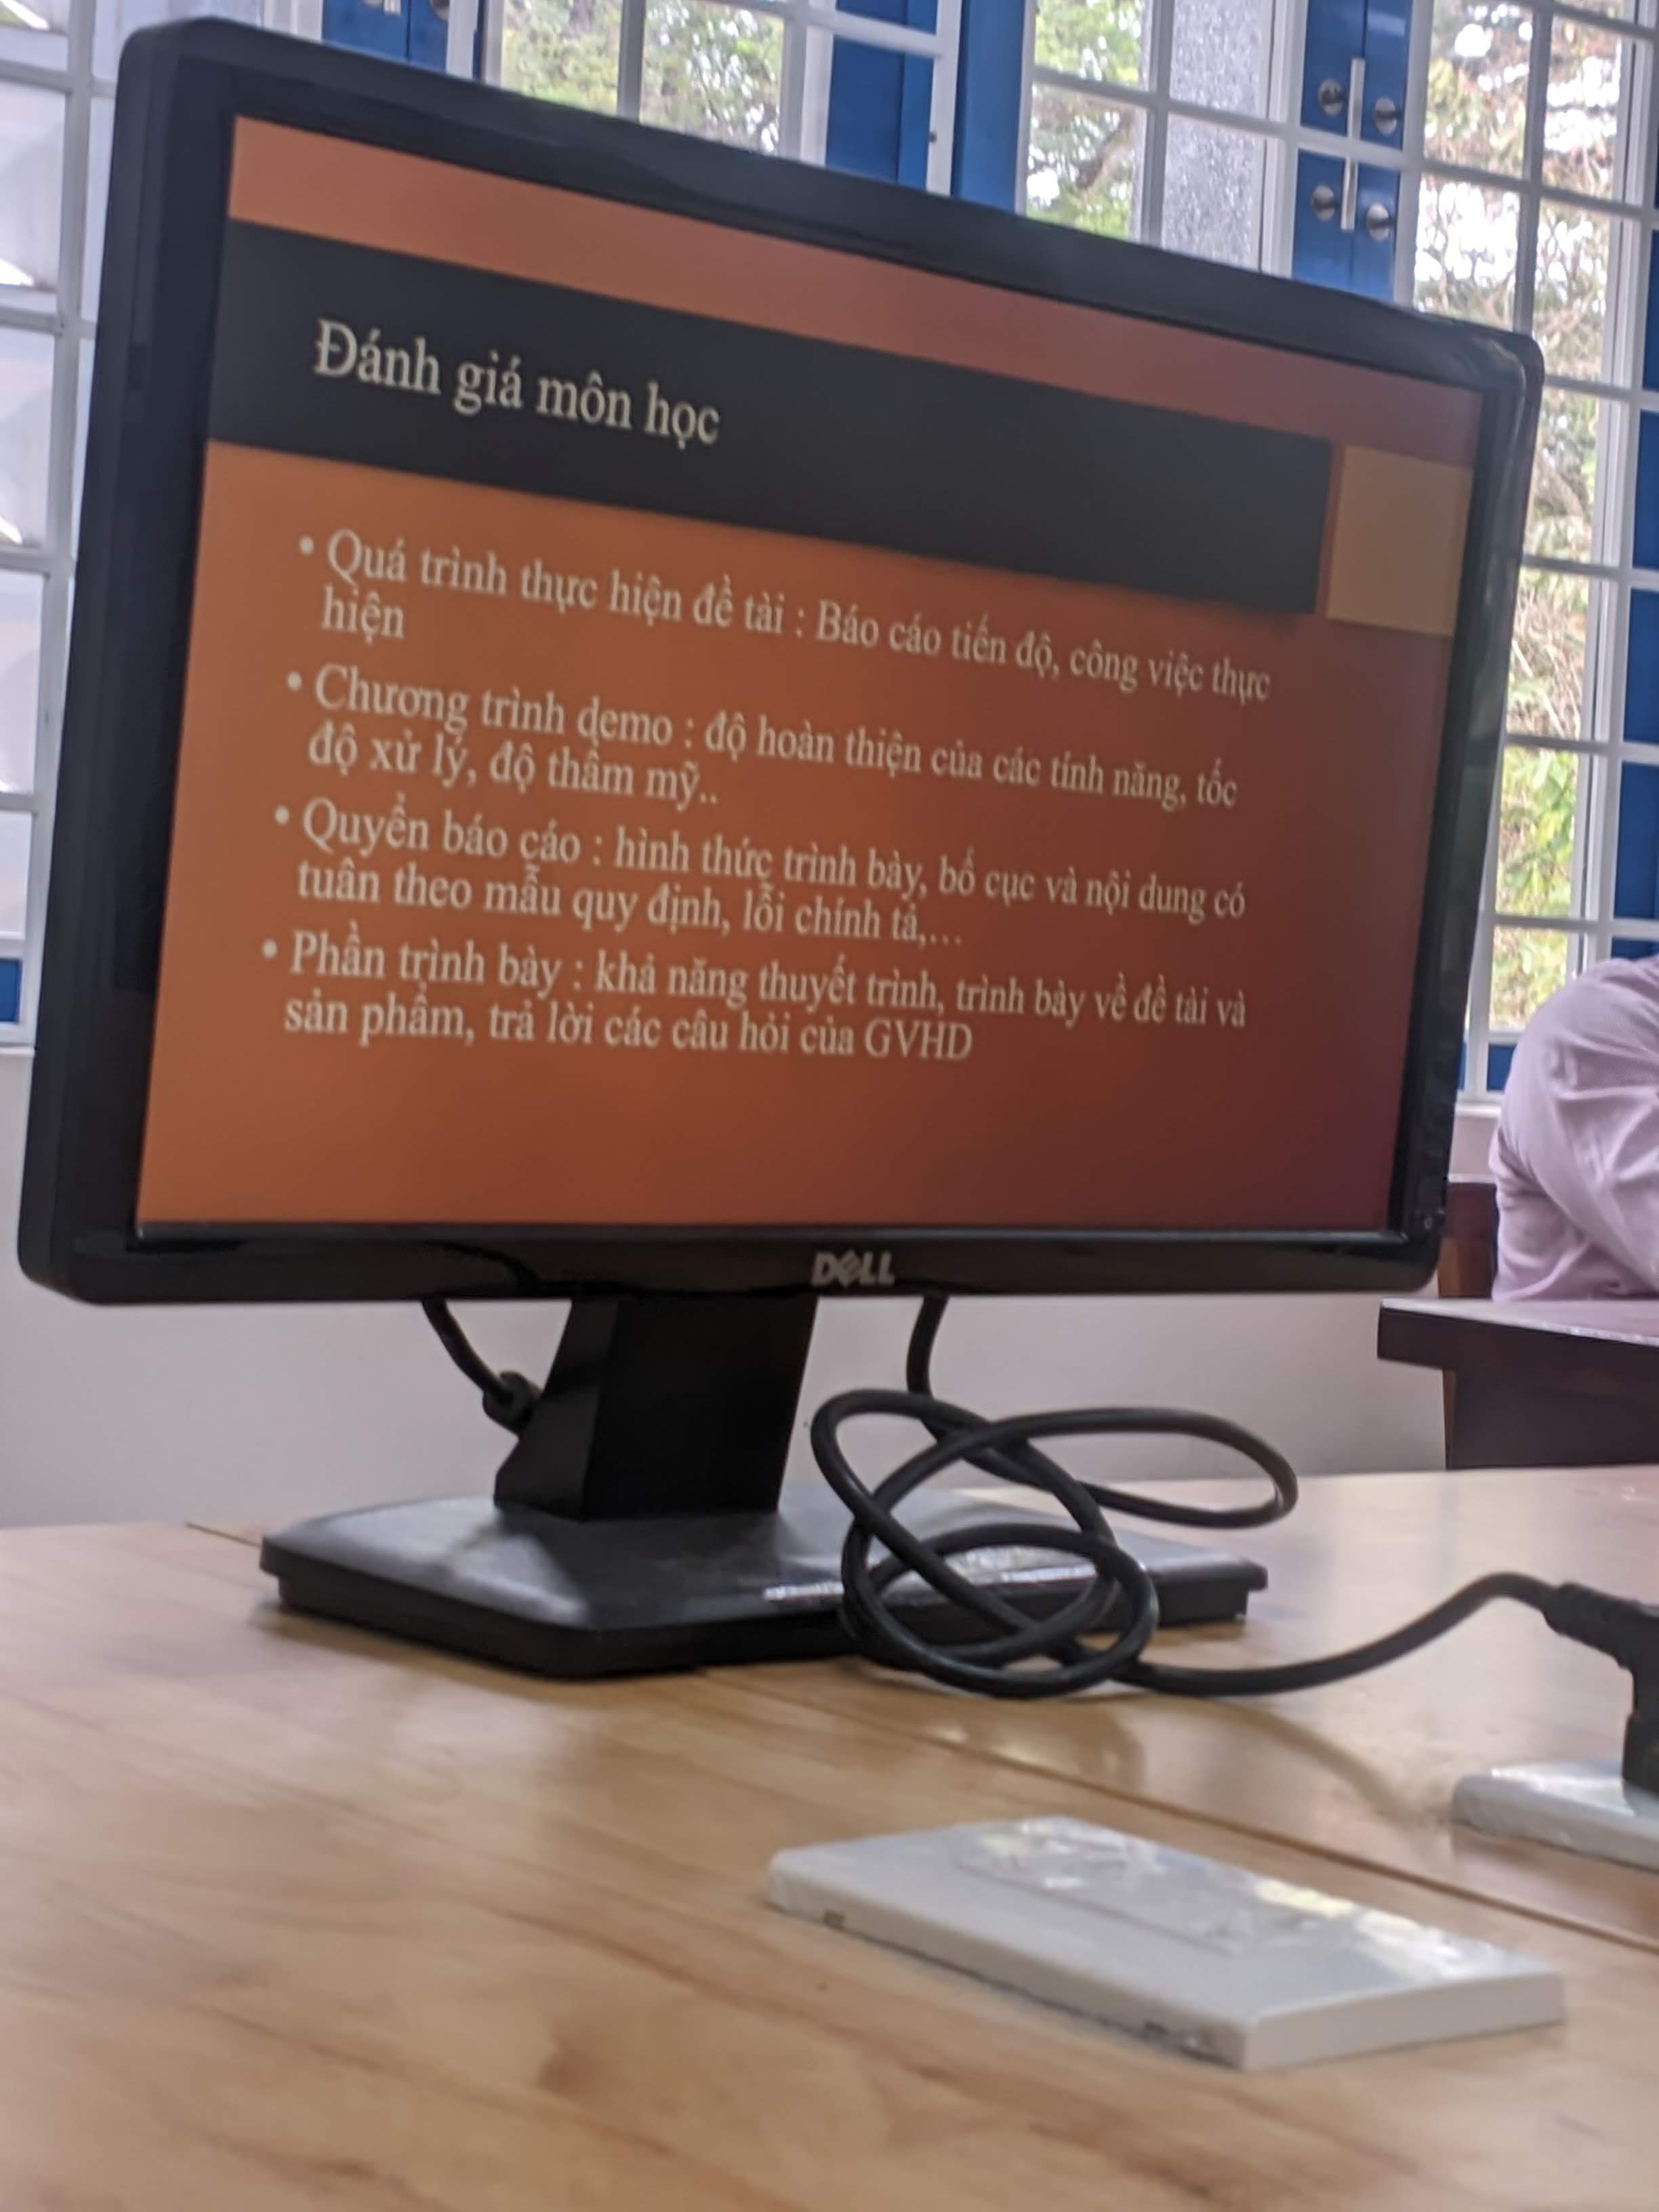 Đánh giá môn học
• Quá trình thực hiện đề tài : Báo cáo tiến độ, công việc thực
hiện
• Chương trình demo : độ hoàn thiện của các tính năng, tốc
độ xử lý, độ thẩm mỹ..
• Quyển báo cáo : hình thức trình bày, bố cục và nội dung có
tuân theo mẫu quy định, lỗi chính tả,…
• Phần trình bày : khả năng thuyết trình, trình bày về đề tài và
sản phẩm, trả lời các câu hỏi của GVHD
DELL